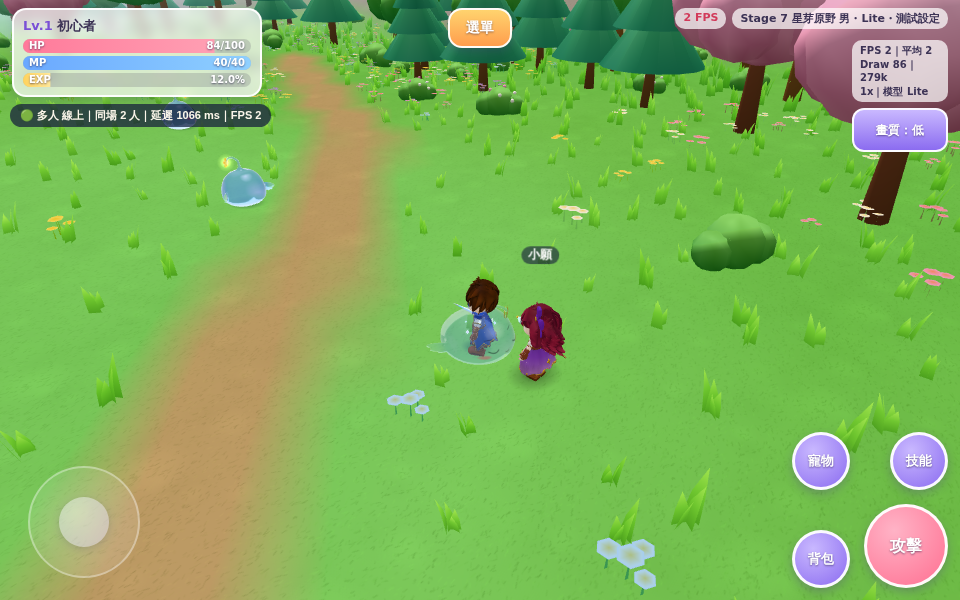 Lv.1 初心者
HP 84/100
MP 40/40
EXP 12.0%
多人 線上｜同場 2 人｜延遲 1066 ms｜FPS 2
選單
2 FPS
Stage 7 星芽原野 男・Lite・測試設定
FPS 2｜平均 2
Draw 86｜
279k
1x｜模型 Lite
畫質：低
小願
寵物
技能
背包
攻擊